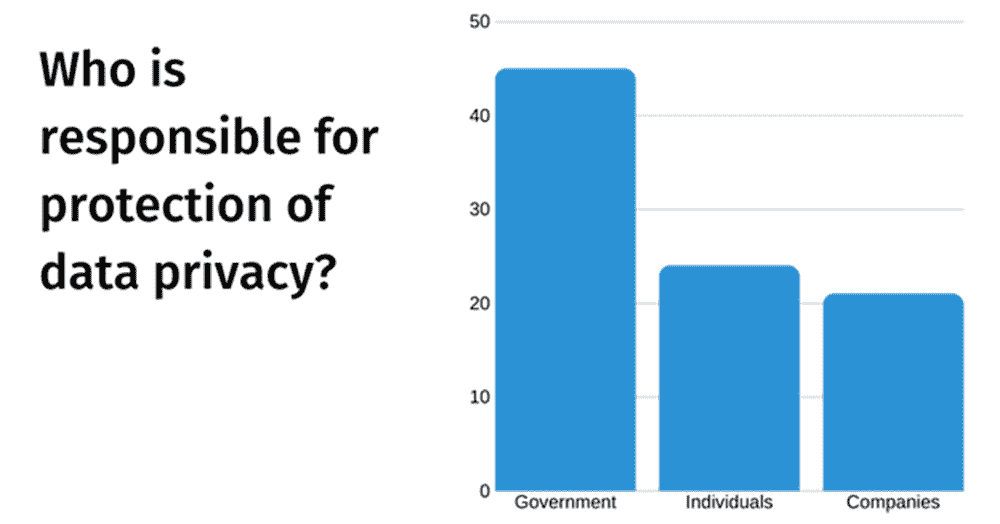 Who is
responsible for
protection of
data privacy?
50
40
30
20
10
0
Government Individuals Companies